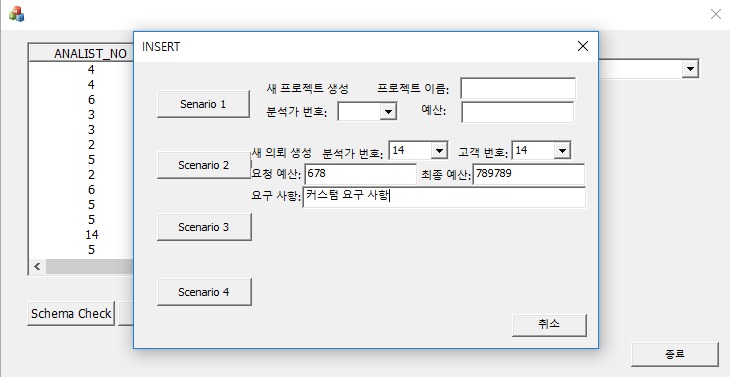 INSERT
ANALIST_NO
4
4
6
3
3
2
5
2
6
5
5
14
5
Senario 1
새 프로젝트 생성 프로젝트 이름:
분석가 번호: 예산:
Scenario 2
새 의뢰 생성 분석가 번호: 14 고객 번호: 14
요청 예산: 678 최종 예산: 789789
요구 사항: 커스텀 요구 사항
Scenario 3
Scenario 4
취소
Schema Check
종료